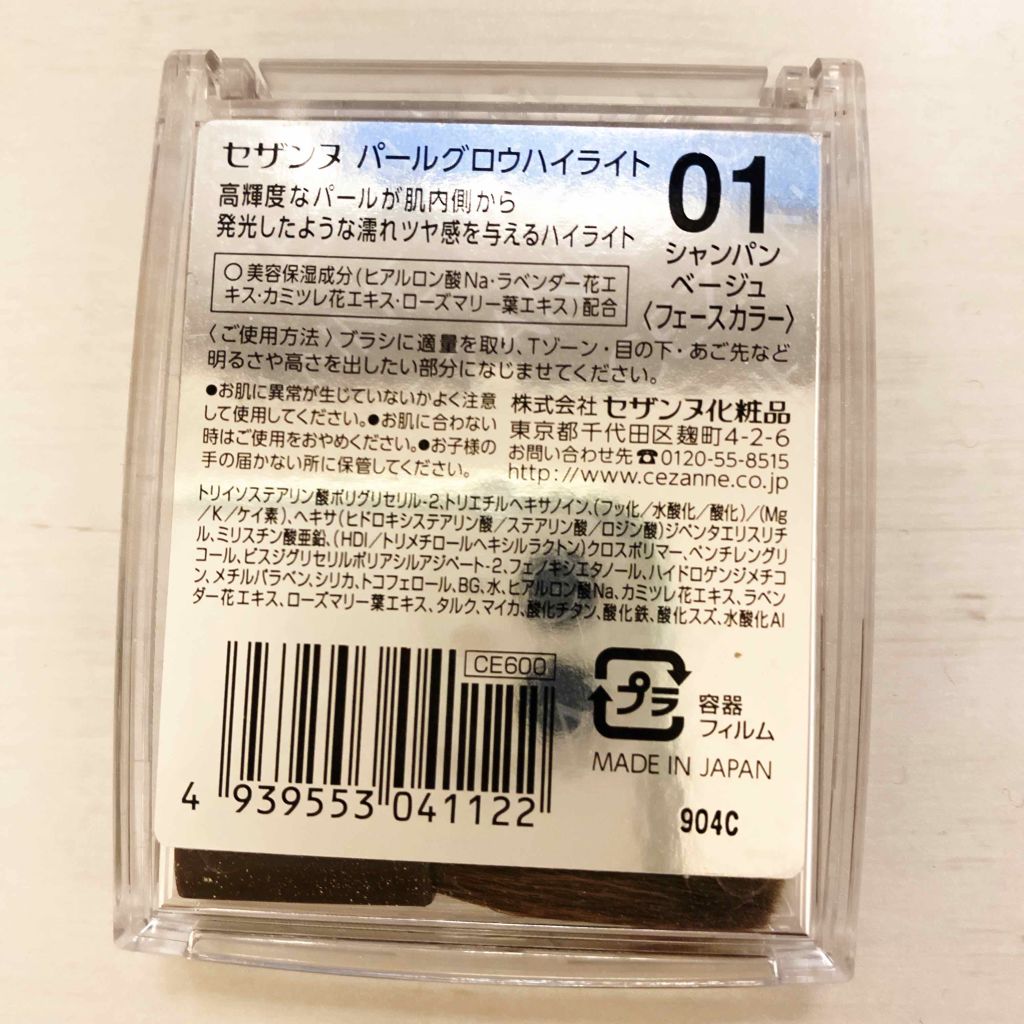 セザンヌ パールグロウハイライト
01
高輝度なパールが肌内側から
発光したような濡れツヤ感を与えるハイライト
シャンパン
ベージュ
〈フェースカラー〉
○美容保湿成分(ヒアルロン酸Na・ラベンダー花エ
キス・カミツレ花エキス・ローズマリー葉エキス)配合
〈ご使用方法〉ブラシに適量を取り、Tゾーン・目の下・あご先など
明るさや高さを出したい部分になじませてください。
●お肌に異常が生じていないかよく注意
して使用してください。●お肌に合わない
時はご使用をおやめください。●お子様の
手の届かない所に保管してください。
株式会社 セザンヌ化粧品
東京都千代田区麹町4-2-6
お問い合わせ先☎0120-55-8515
http://www.cezanne.co.jp
トリイソステアリン酸ポリグリセリル-2、トリエチルヘキサノイン、(フッ化/水酸化/酸化)/(Mg
/K/ケイ素)、ヘキサ(ヒドロキシステアリン酸/ステアリン酸/ロジン酸)ジペンタエリスリチ
ル、ミリスチン酸亜鉛、(HDI/トリメチロールヘキシルラクトン)クロスポリマー、ペンチレングリ
コール、ビスジグリセリルポリアシルアジペート-2、フェノキシエタノール、ハイドロゲンジメチコ
ン、メチルパラベン、シリカ、トコフェロール、BG、水、ヒアルロン酸Na、カミツレ花エキス、ラベン
ダー花エキス、ローズマリー葉エキス、タルク、マイカ、酸化チタン、酸化鉄、酸化スズ、水酸化Al
CE600
プラ
容器
フィルム
MADE IN JAPAN
4 939553 041122
904C